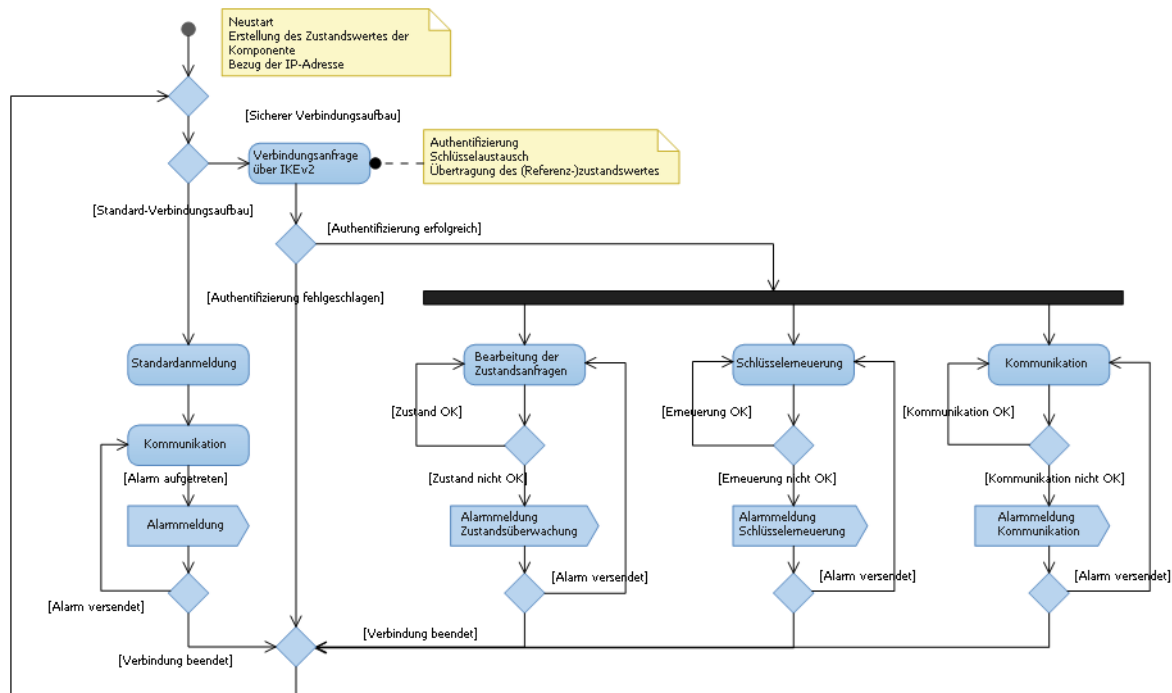 Neustart
Erstellung des Zustandswertes der
Komponente
Bezug der IP-Adresse
[Sicherer Verbindungsaufbau]
Verbindungsanfrage
über IKEv2
Authentifizierung
Schlüsselaustausch
Übertragung des (Referenz-)zustandswertes
[Standard-Verbindungsaufbau]
[Authentifizierung erfolgreich]
[Authentifizierung fehlgeschlagen]
Standardanmeldung
Bearbeitung der
Zustandsanfragen
Schlüsselerneuerung
Kommunikation
[Zustand OK]
[Erneuerung OK]
[Kommunikation OK]
Kommunikation
[Alarm aufgetreten]
[Zustand nicht OK]
[Erneuerung nicht OK]
[Kommunikation nicht OK]
Alarmmeldung
Alarmmeldung
Zustandsüberwachung
Alarmmeldung
Schlüsselerneuerung
Alarmmeldung
Kommunikation
[Alarm versendet]
[Alarm versendet]
[Alarm versendet]
[Alarm versendet]
[Verbindung beendet]
[Verbindung beendet]